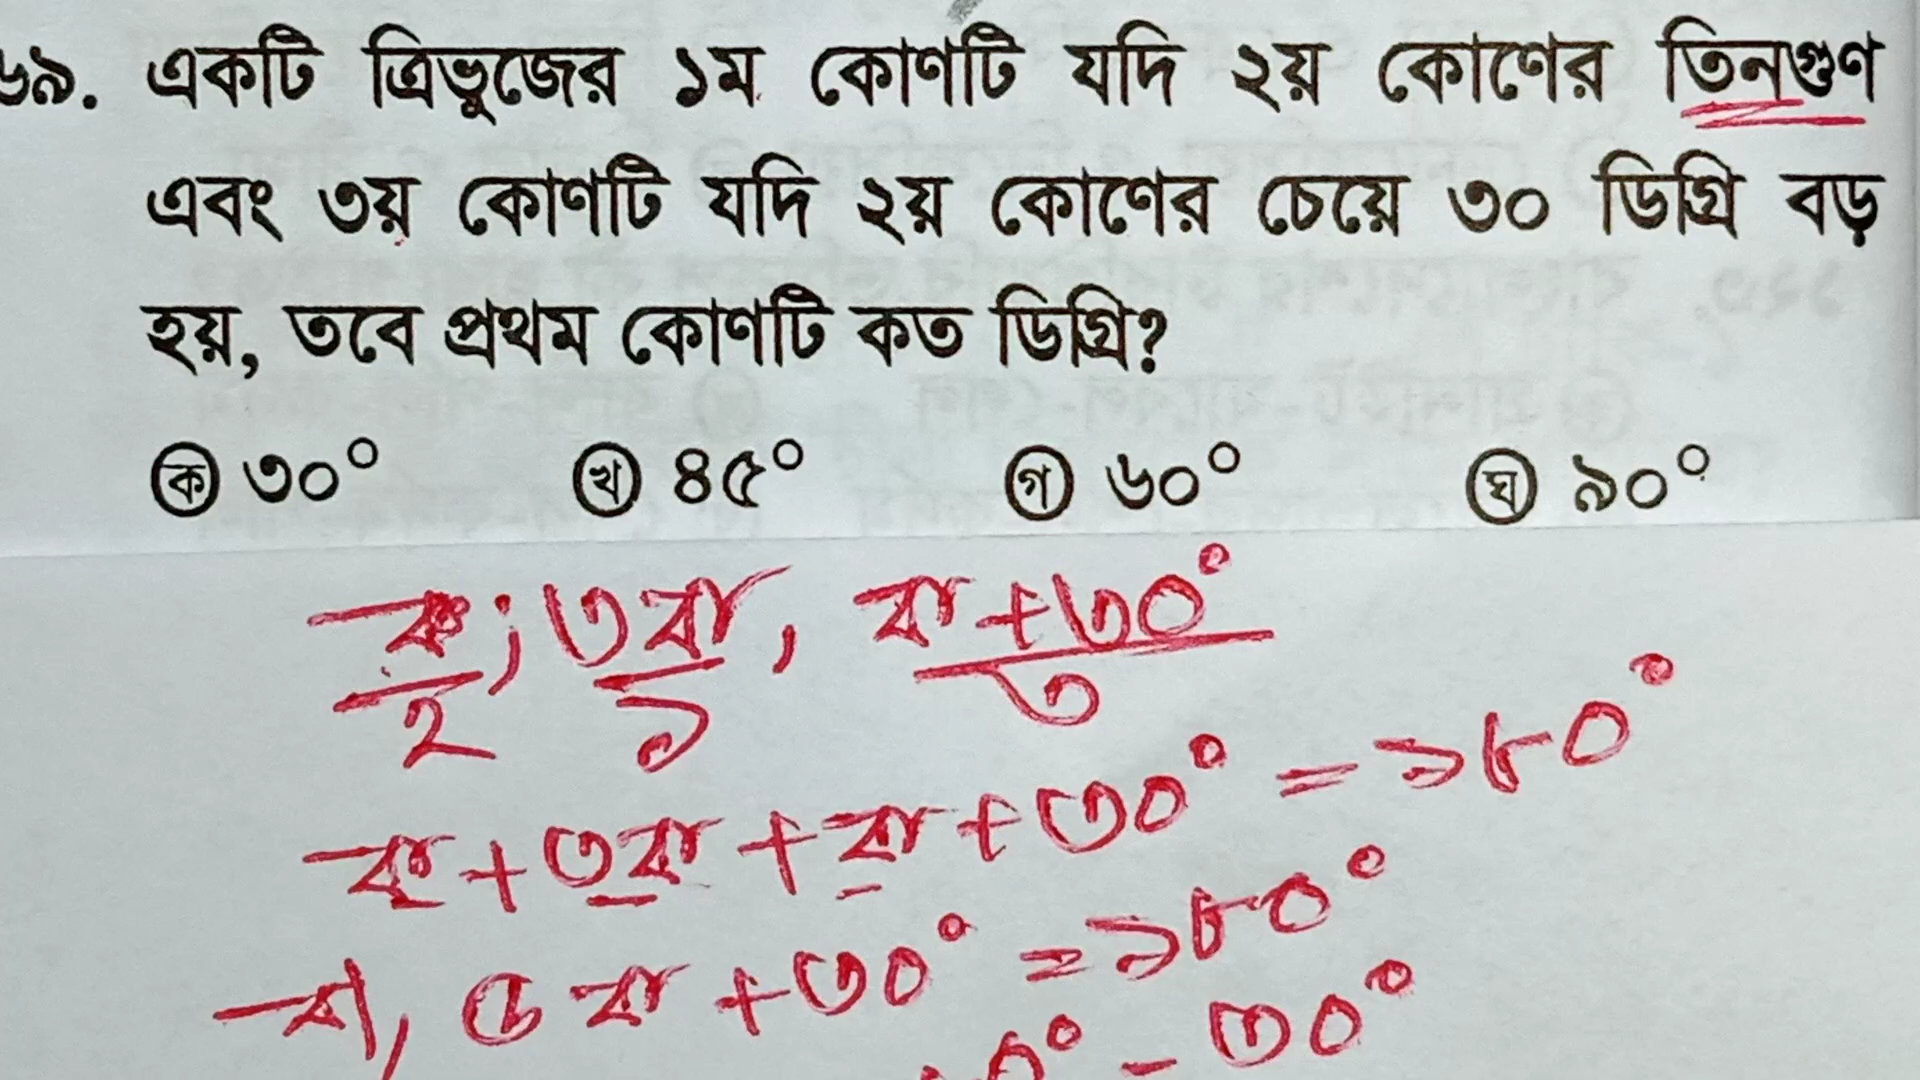 ৬৯. একটি ত্রিভুজের ১ম কোণটি যদি ২য় কোণের তিনগুণ
এবং ৩য় কোণটি যদি ২য় কোণের চেয়ে ৩০ ডিগ্রি বড়
হয়, তবে প্রথম কোণটি কত ডিগ্রি?
ক ৩০° খ ৪৫° গ ৬০° ঘ ৯০°
ক; ৩ক, ক+৩০°
২ ১ ৩
ক+৩ক+ক+৩০° = ১৮০°
বা, ৫ক+৩০° = ১৮০°
০° - ৩০°